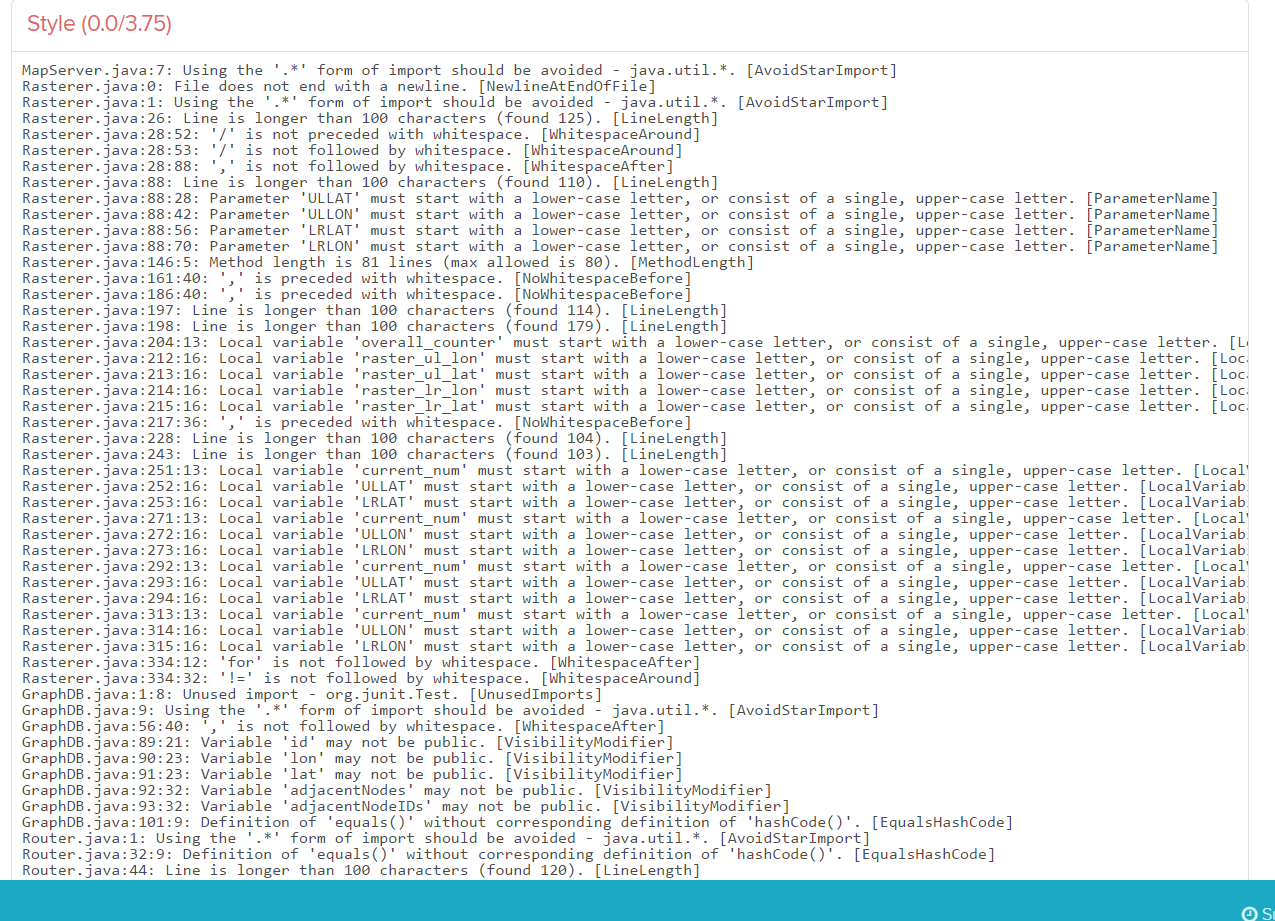 Style (0.0/3.75)
MapServer.java:7: Using the '.*' form of import should be avoided - java.util.*. [AvoidStarImport]
Rasterer.java:0: File does not end with a newline. [NewlineAtEndOfFile]
Rasterer.java:1: Using the '.*' form of import should be avoided - java.util.*. [AvoidStarImport]
Rasterer.java:26: Line is longer than 100 characters (found 125). [LineLength]
Rasterer.java:28:52: '/' is not preceded with whitespace. [WhitespaceAround]
Rasterer.java:28:53: '/' is not followed by whitespace. [WhitespaceAround]
Rasterer.java:28:88: ',' is not followed by whitespace. [WhitespaceAfter]
Rasterer.java:88: Line is longer than 100 characters (found 110). [LineLength]
Rasterer.java:88:28: Parameter 'ULLAT' must start with a lower-case letter, or consist of a single, upper-case letter. [ParameterName]
Rasterer.java:88:42: Parameter 'ULLON' must start with a lower-case letter, or consist of a single, upper-case letter. [ParameterName]
Rasterer.java:88:56: Parameter 'LRLAT' must start with a lower-case letter, or consist of a single, upper-case letter. [ParameterName]
Rasterer.java:88:70: Parameter 'LRLON' must start with a lower-case letter, or consist of a single, upper-case letter. [ParameterName]
Rasterer.java:146:5: Method length is 81 lines (max allowed is 80). [MethodLength]
Rasterer.java:161:40: ',' is preceded with whitespace. [NoWhitespaceBefore]
Rasterer.java:186:40: ',' is preceded with whitespace. [NoWhitespaceBefore]
Rasterer.java:197: Line is longer than 100 characters (found 114). [LineLength]
Rasterer.java:198: Line is longer than 100 characters (found 179). [LineLength]
Rasterer.java:204:13: Local variable 'overall_counter' must start with a lower-case letter, or consist of a single, upper-case letter. [L
Rasterer.java:212:16: Local variable 'raster_ul_lon' must start with a lower-case letter, or consist of a single, upper-case letter. [Loc
Rasterer.java:213:16: Local variable 'raster_ul_lat' must start with a lower-case letter, or consist of a single, upper-case letter. [Loc
Rasterer.java:214:16: Local variable 'raster_lr_lon' must start with a lower-case letter, or consist of a single, upper-case letter. [Loc
Rasterer.java:215:16: Local variable 'raster_lr_lat' must start with a lower-case letter, or consist of a single, upper-case letter. [Loc
Rasterer.java:217:36: ',' is preceded with whitespace. [NoWhitespaceBefore]
Rasterer.java:228: Line is longer than 100 characters (found 104). [LineLength]
Rasterer.java:243: Line is longer than 100 characters (found 103). [LineLength]
Rasterer.java:251:13: Local variable 'current_num' must start with a lower-case letter, or consist of a single, upper-case letter. [Local
Rasterer.java:252:16: Local variable 'ULLAT' must start with a lower-case letter, or consist of a single, upper-case letter. [LocalVariab
Rasterer.java:253:16: Local variable 'LRLAT' must start with a lower-case letter, or consist of a single, upper-case letter. [LocalVariab
Rasterer.java:271:13: Local variable 'current_num' must start with a lower-case letter, or consist of a single, upper-case letter. [Local
Rasterer.java:272:16: Local variable 'ULLON' must start with a lower-case letter, or consist of a single, upper-case letter. [LocalVariab
Rasterer.java:273:16: Local variable 'LRLON' must start with a lower-case letter, or consist of a single, upper-case letter. [LocalVariab
Rasterer.java:292:13: Local variable 'current_num' must start with a lower-case letter, or consist of a single, upper-case letter. [Local
Rasterer.java:293:16: Local variable 'ULLAT' must start with a lower-case letter, or consist of a single, upper-case letter. [LocalVariab
Rasterer.java:294:16: Local variable 'LRLAT' must start with a lower-case letter, or consist of a single, upper-case letter. [LocalVariab
Rasterer.java:313:13: Local variable 'current_num' must start with a lower-case letter, or consist of a single, upper-case letter. [Local
Rasterer.java:314:16: Local variable 'ULLON' must start with a lower-case letter, or consist of a single, upper-case letter. [LocalVariab
Rasterer.java:315:16: Local variable 'LRLON' must start with a lower-case letter, or consist of a single, upper-case letter. [LocalVariab
Rasterer.java:334:12: 'for' is not followed by whitespace. [WhitespaceAfter]
Rasterer.java:334:32: '!=' is not followed by whitespace. [WhitespaceAround]
GraphDB.java:1:8: Unused import - org.junit.Test. [UnusedImports]
GraphDB.java:9: Using the '.*' form of import should be avoided - java.util.*. [AvoidStarImport]
GraphDB.java:56:40: ',' is not followed by whitespace. [WhitespaceAfter]
GraphDB.java:89:21: Variable 'id' may not be public. [VisibilityModifier]
GraphDB.java:90:23: Variable 'lon' may not be public. [VisibilityModifier]
GraphDB.java:91:23: Variable 'lat' may not be public. [VisibilityModifier]
GraphDB.java:92:32: Variable 'adjacentNodes' may not be public. [VisibilityModifier]
GraphDB.java:93:32: Variable 'adjacentNodeIDs' may not be public. [VisibilityModifier]
GraphDB.java:101:9: Definition of 'equals()' without corresponding definition of 'hashCode()'. [EqualsHashCode]
Router.java:1: Using the '.*' form of import should be avoided - java.util.*. [AvoidStarImport]
Router.java:32:9: Definition of 'equals()' without corresponding definition of 'hashCode()'. [EqualsHashCode]
Router.java:44: Line is longer than 100 characters (found 120). [LineLength]